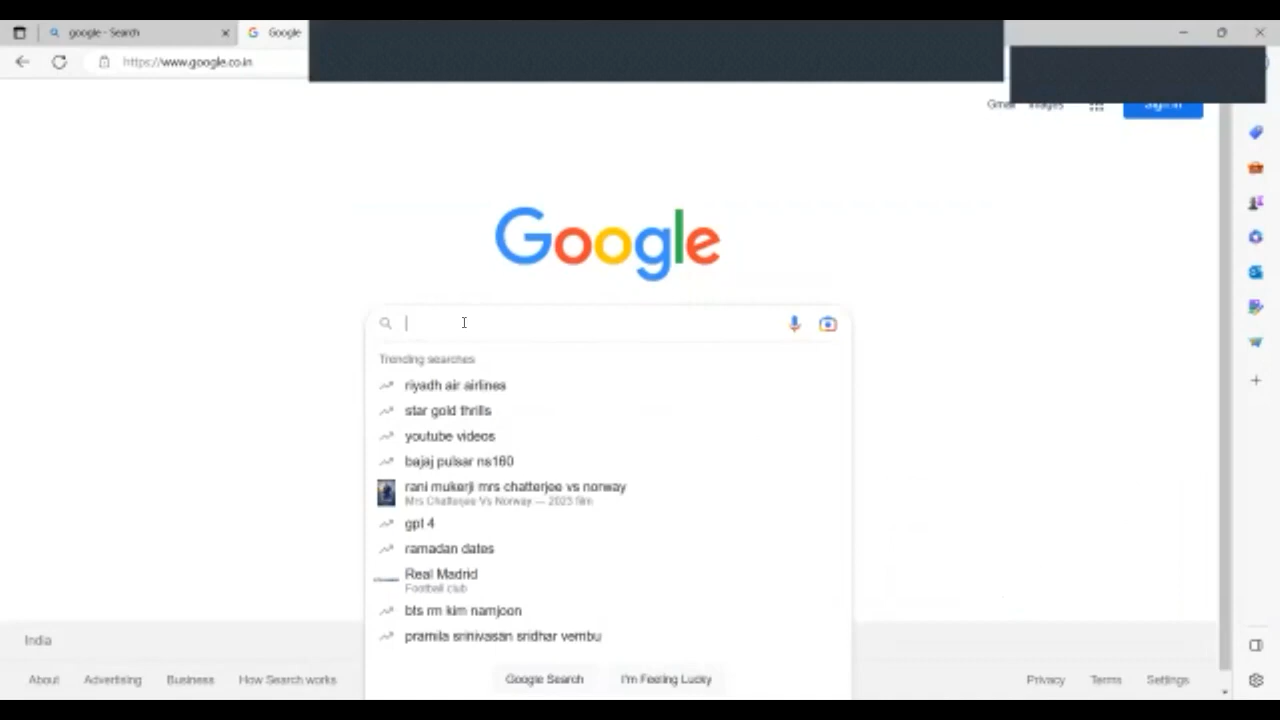 google - Search
Google
https://www.google.co.in
Gmail Images
Sign in
Google
Trending searches
riyadh air airlines
star gold thrills
youtube videos
bajaj pulsar ns160
rani mukerji mrs chatterjee vs norway
Mrs Chatterjee Vs Norway — 2023 film
gpt 4
ramadan dates
Real Madrid
Football club
bts rm kim namjoon
pramila srinivasan sridhar vembu
Google Search I'm Feeling Lucky
India
About Advertising Business How Search works Privacy Terms Settings